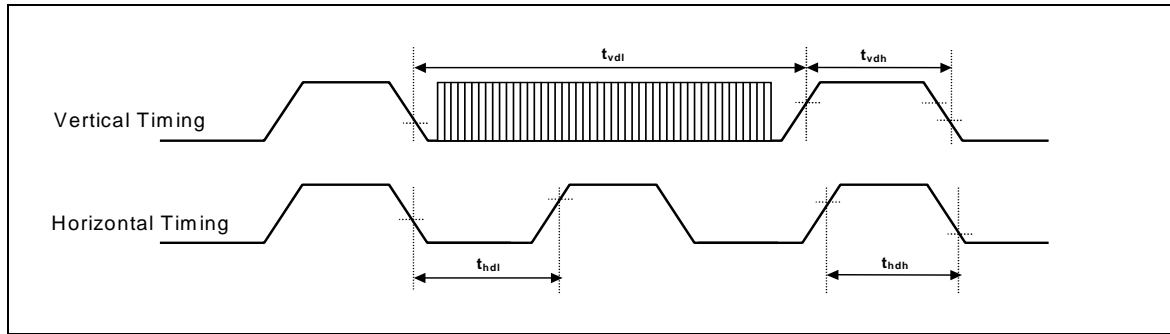 tvdl tvdh
Vertical Timing
Horizontal Timing
thdl thdh